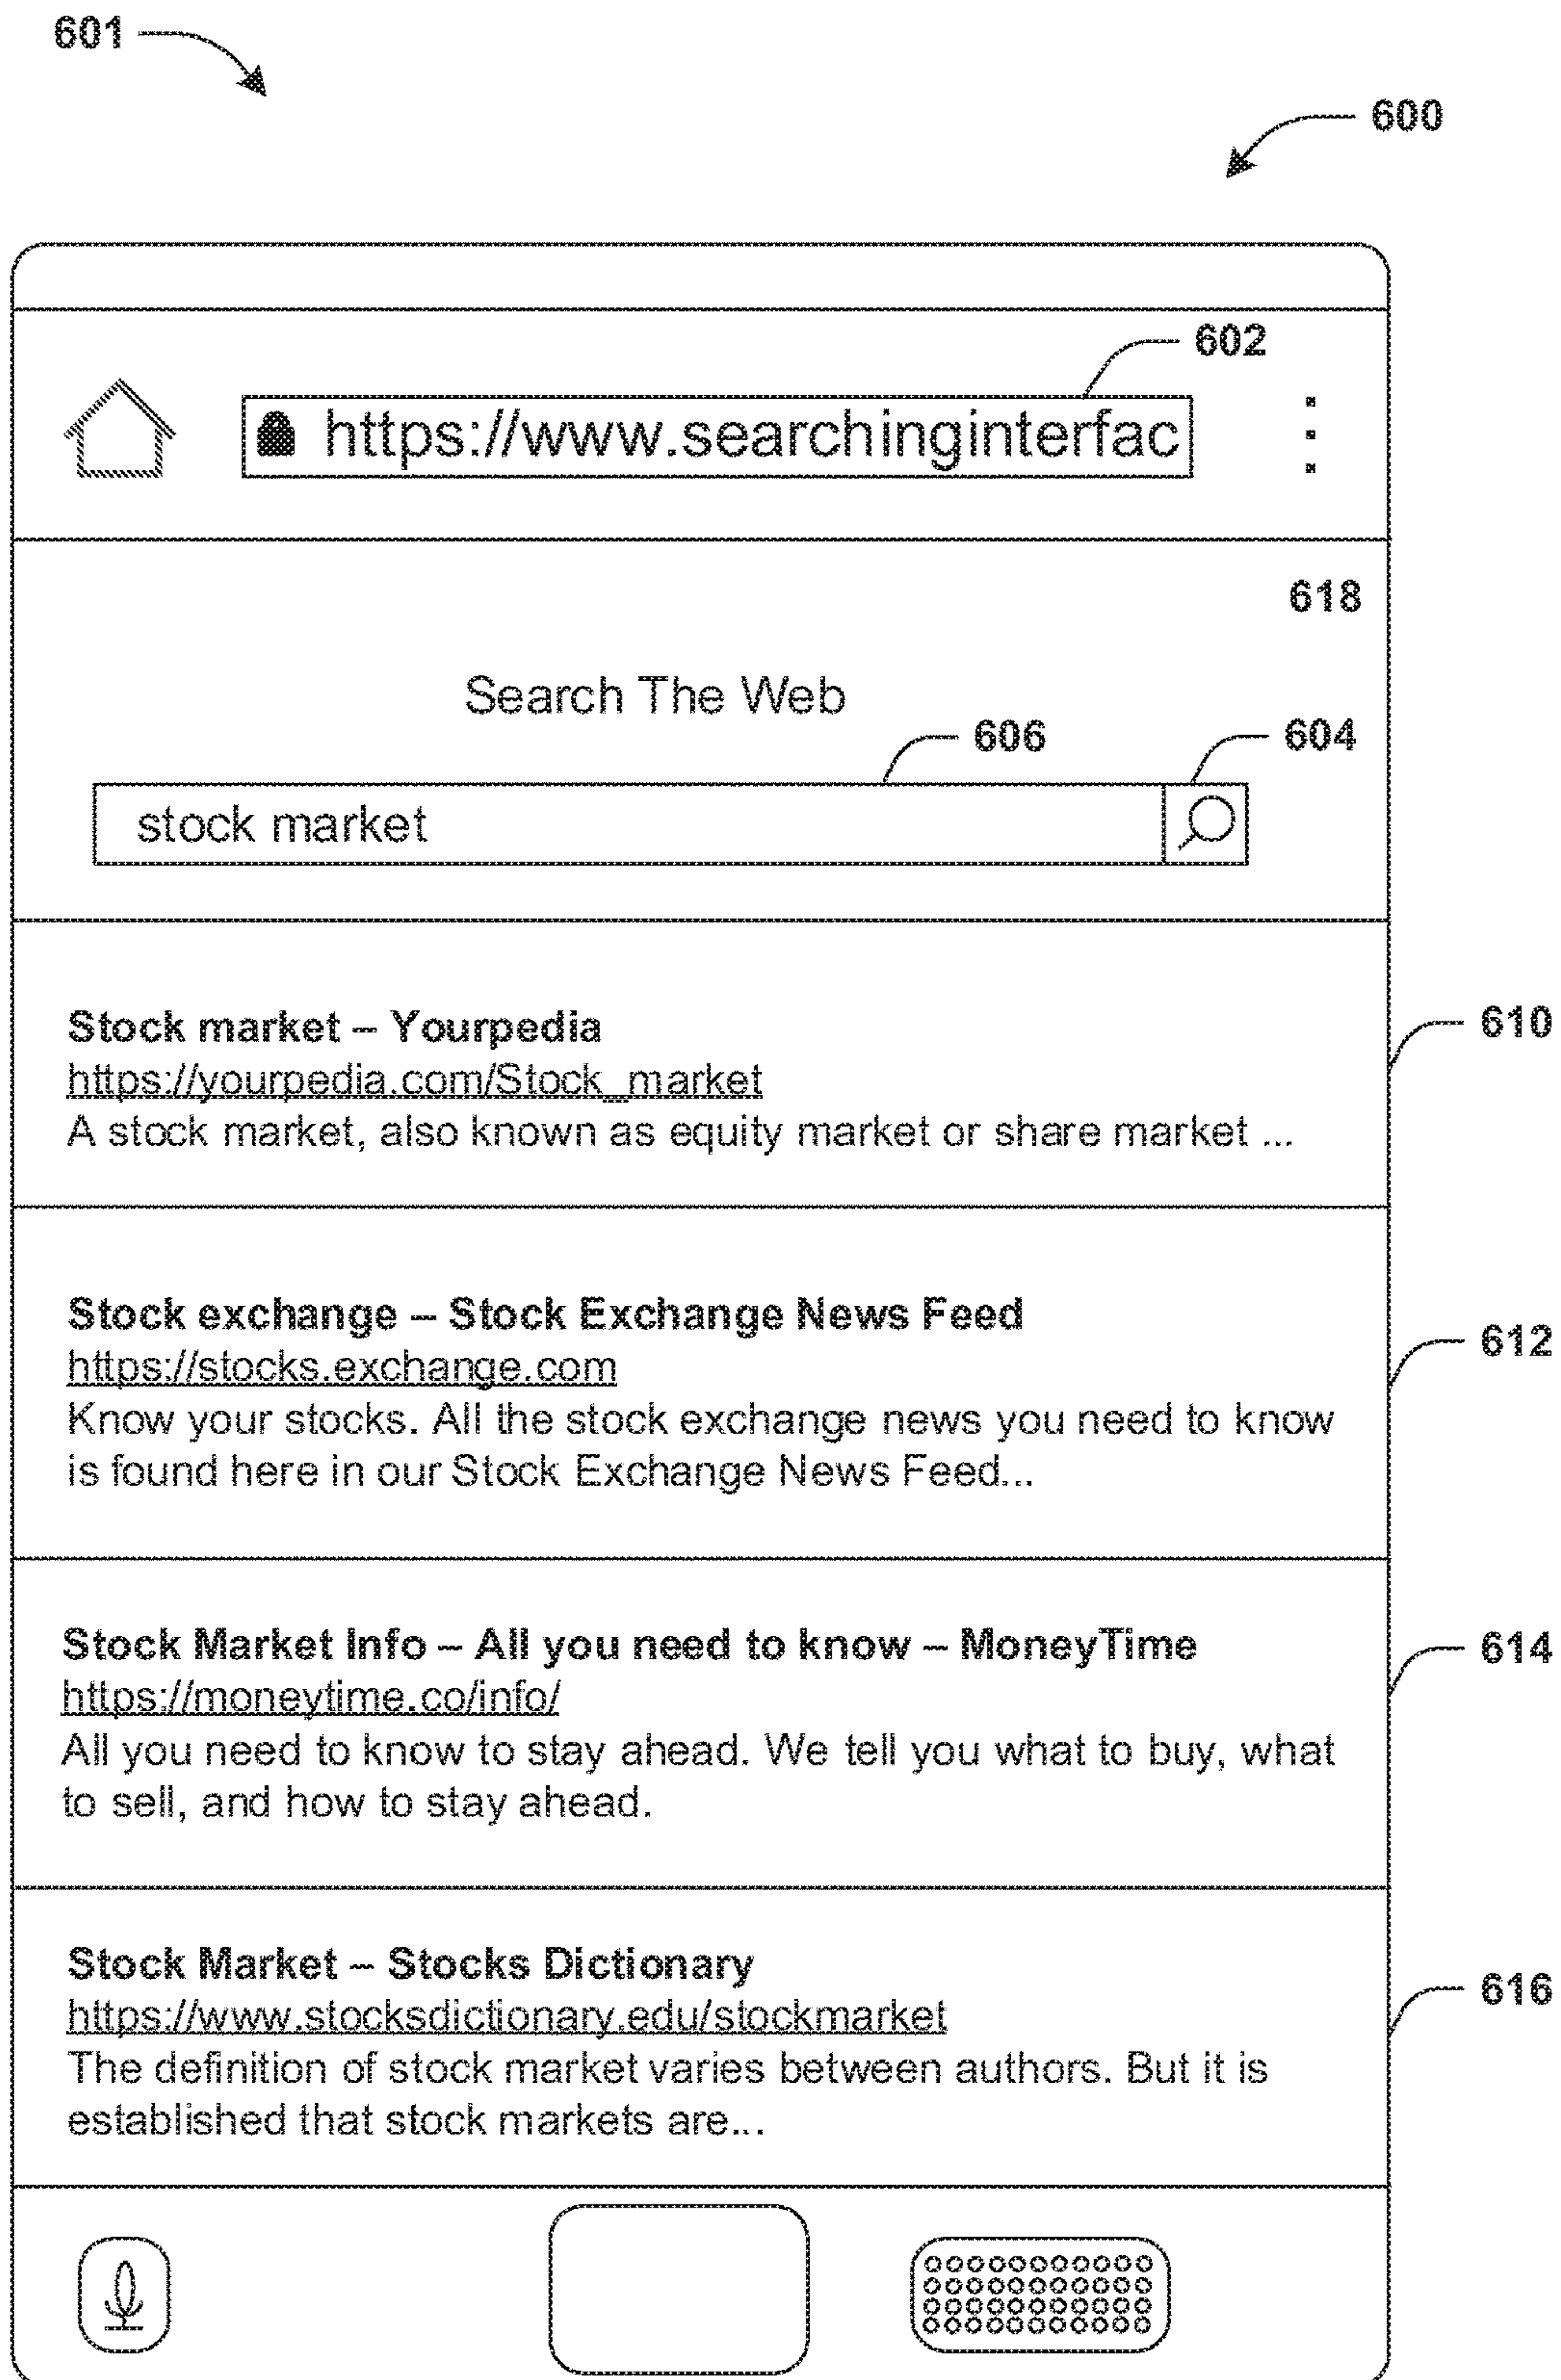 601
600
602
https://www.searchinginterfac
618
Search The Web
606
604
stock market
Stock market – Yourpedia
610
https://yourpedia.com/Stock_market
A stock market, also known as equity market or share market ...
Stock exchange – Stock Exchange News Feed
612
https://stocks.exchange.com
Know your stocks. All the stock exchange news you need to know
is found here in our Stock Exchange News Feed...
Stock Market Info – All you need to know – MoneyTime
614
https://moneytime.co/info/
All you need to know to stay ahead. We tell you what to buy, what
to sell, and how to stay ahead.
Stock Market – Stocks Dictionary
616
https://www.stocksdictionary.edu/stockmarket
The definition of stock market varies between authors. But it is
established that stock markets are...